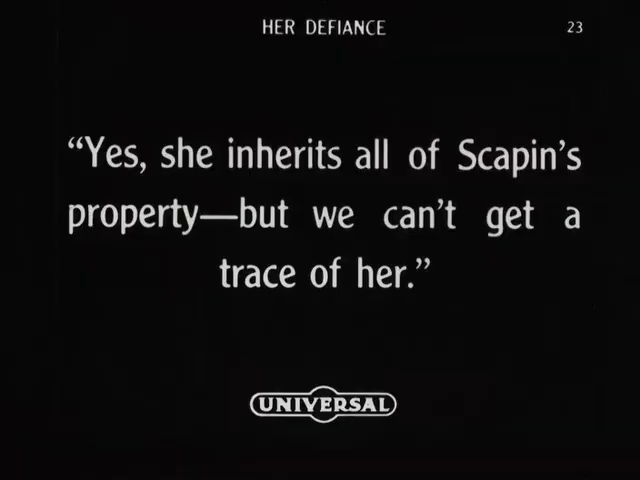 HER DEFIANCE 23
“Yes, she inherits all of Scapin’s
property—but we can’t get a
trace of her.”
UNIVERSAL